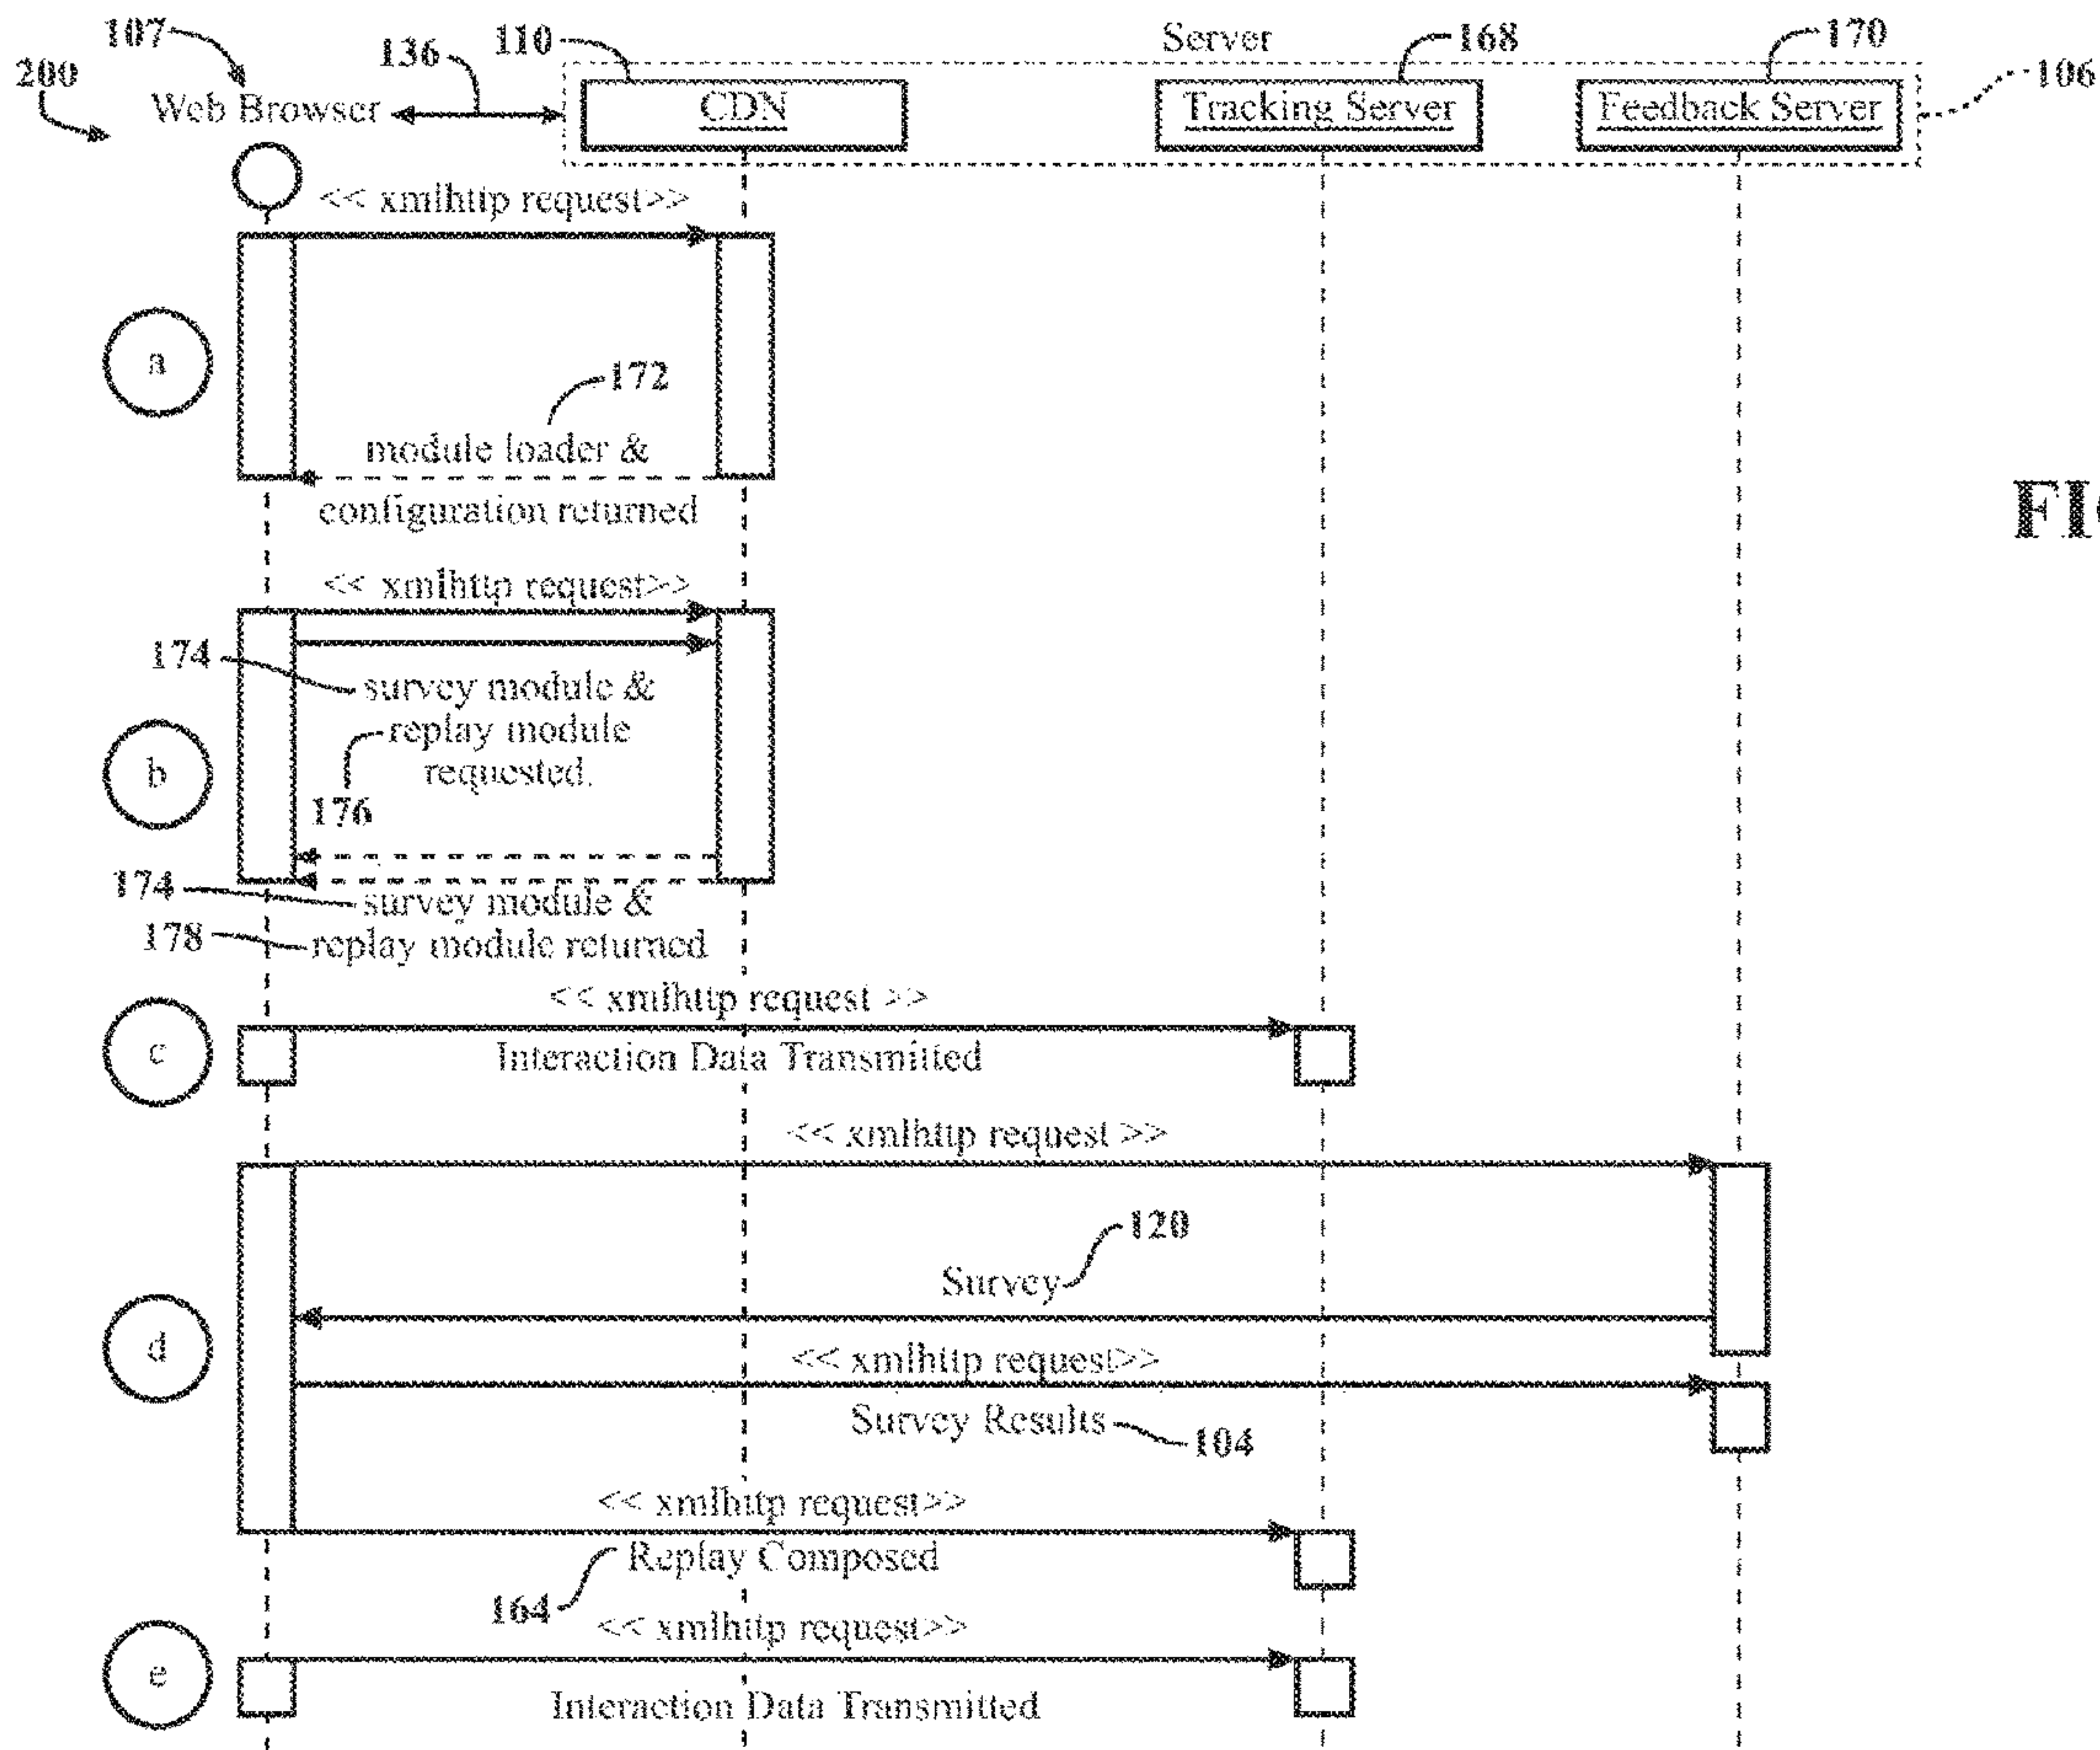 107
136
110
Server
168
170
200
106
Web Browser
CDN
Tracking Server
Feedback Server
<< xmlhttp request>>
a
172
module loader &
configuration returned
FI
<< xmlhttp request>>
174
survey module &
replay module
requested.
b
176
174
survey module &
178
replay module returned
<< xmlhttp request >>
c
Interaction Data Transmitted
<< xmlhttp request >>
120
Survey
d
<< xmlhttp request>>
Survey Results
104
<< xmlhttp request>>
Replay Composed
164
<< xmlhttp request>>
e
Interaction Data Transmitted